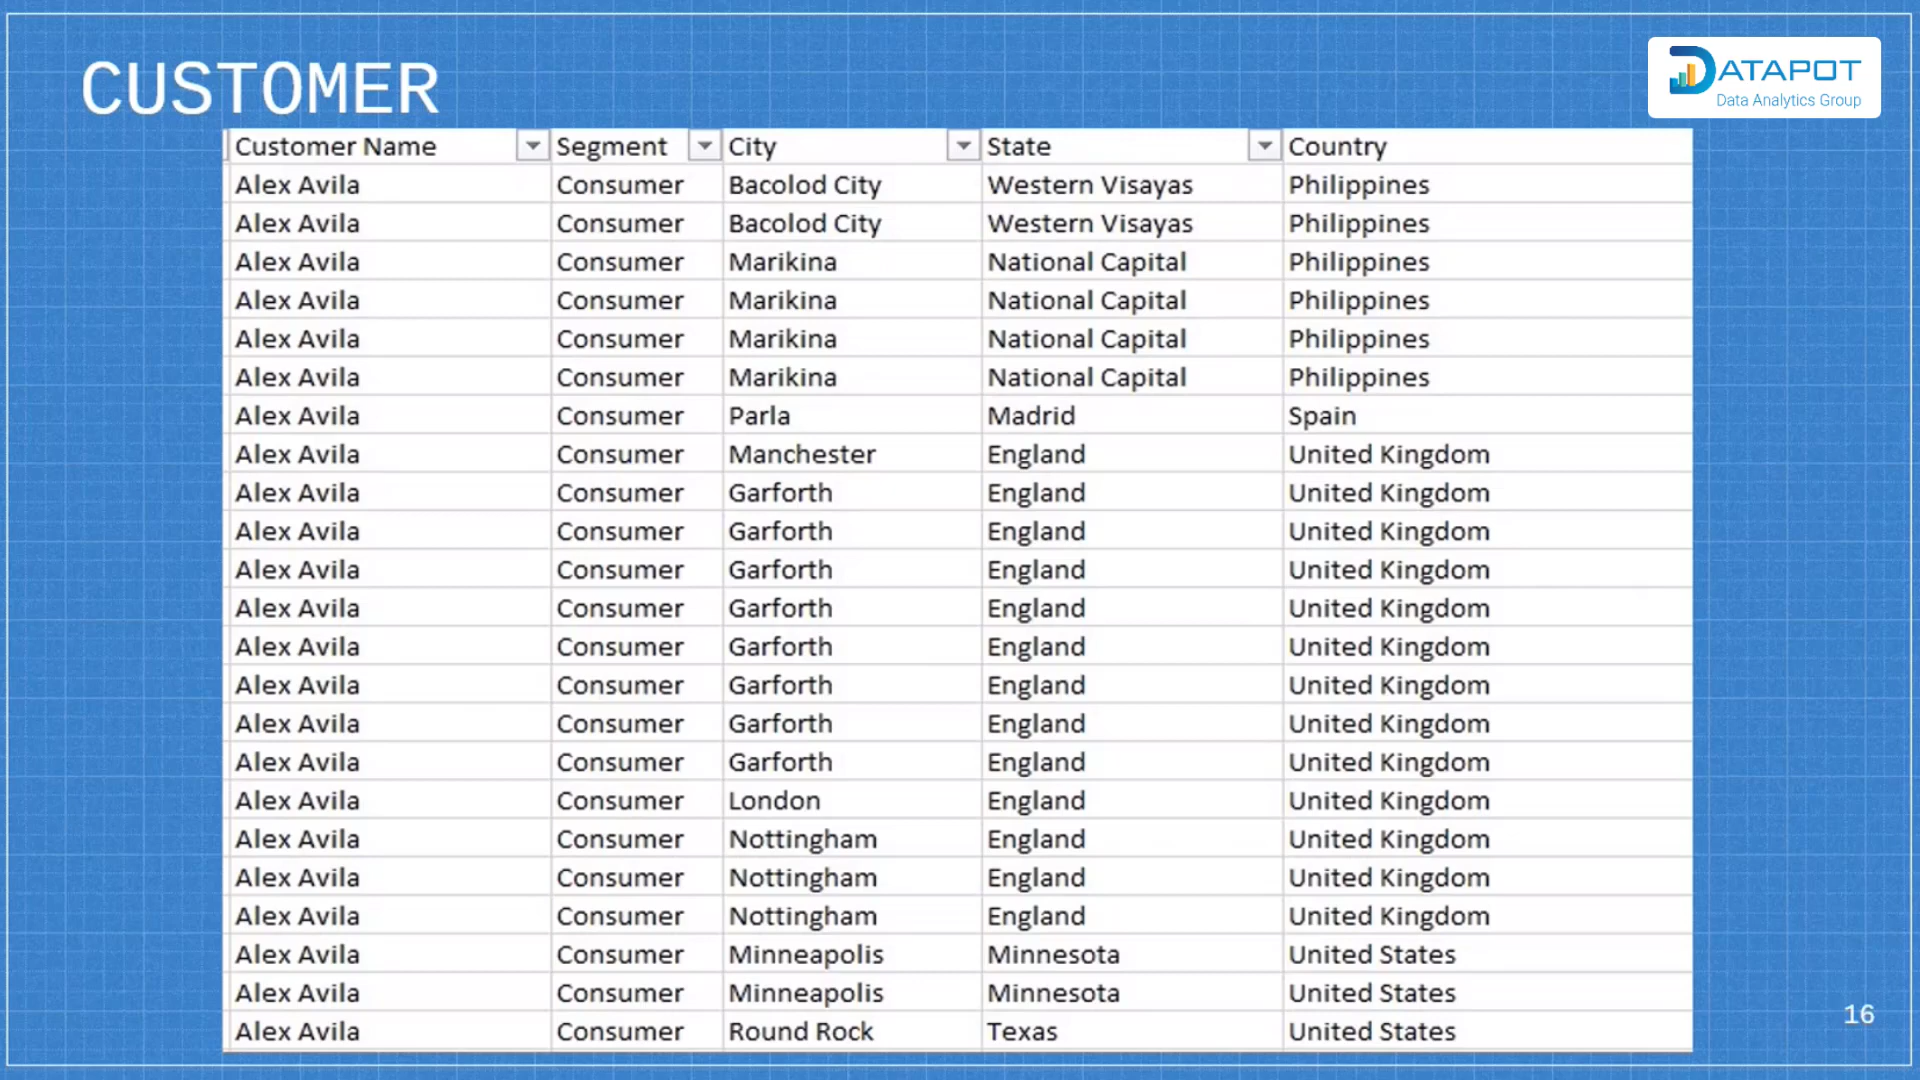 CUSTOMER
DATAPOT
Data Analytics Group
Customer Name Segment City State Country
Alex Avila Consumer Bacolod City Western Visayas Philippines
Alex Avila Consumer Bacolod City Western Visayas Philippines
Alex Avila Consumer Marikina National Capital Philippines
Alex Avila Consumer Marikina National Capital Philippines
Alex Avila Consumer Marikina National Capital Philippines
Alex Avila Consumer Marikina National Capital Philippines
Alex Avila Consumer Parla Madrid Spain
Alex Avila Consumer Manchester England United Kingdom
Alex Avila Consumer Garforth England United Kingdom
Alex Avila Consumer Garforth England United Kingdom
Alex Avila Consumer Garforth England United Kingdom
Alex Avila Consumer Garforth England United Kingdom
Alex Avila Consumer Garforth England United Kingdom
Alex Avila Consumer Garforth England United Kingdom
Alex Avila Consumer Garforth England United Kingdom
Alex Avila Consumer Garforth England United Kingdom
Alex Avila Consumer London England United Kingdom
Alex Avila Consumer Nottingham England United Kingdom
Alex Avila Consumer Nottingham England United Kingdom
Alex Avila Consumer Nottingham England United Kingdom
Alex Avila Consumer Minneapolis Minnesota United States
Alex Avila Consumer Minneapolis Minnesota United States
Alex Avila Consumer Round Rock Texas United States
16